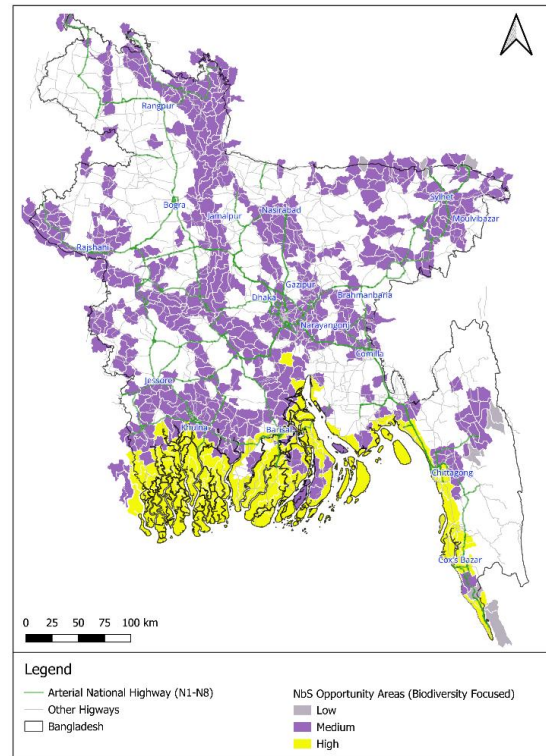 Rangpur
Bogra
Jamalpur
Nasirabad
Sylhet
Moulvibazar
Rajshahi
Gazipur
Dhaka
Brahmanbaria
Narayangonj
Comilla
Jessore
Khulna
Barisal
Chittagong
Cox's Bazar
0 25 50 75 100 km
Legend
Arterial National Highway (N1-N8)
Other Higways
Bangladesh
NbS Opportunity Areas (Biodiversity Focused)
Low
Medium
High